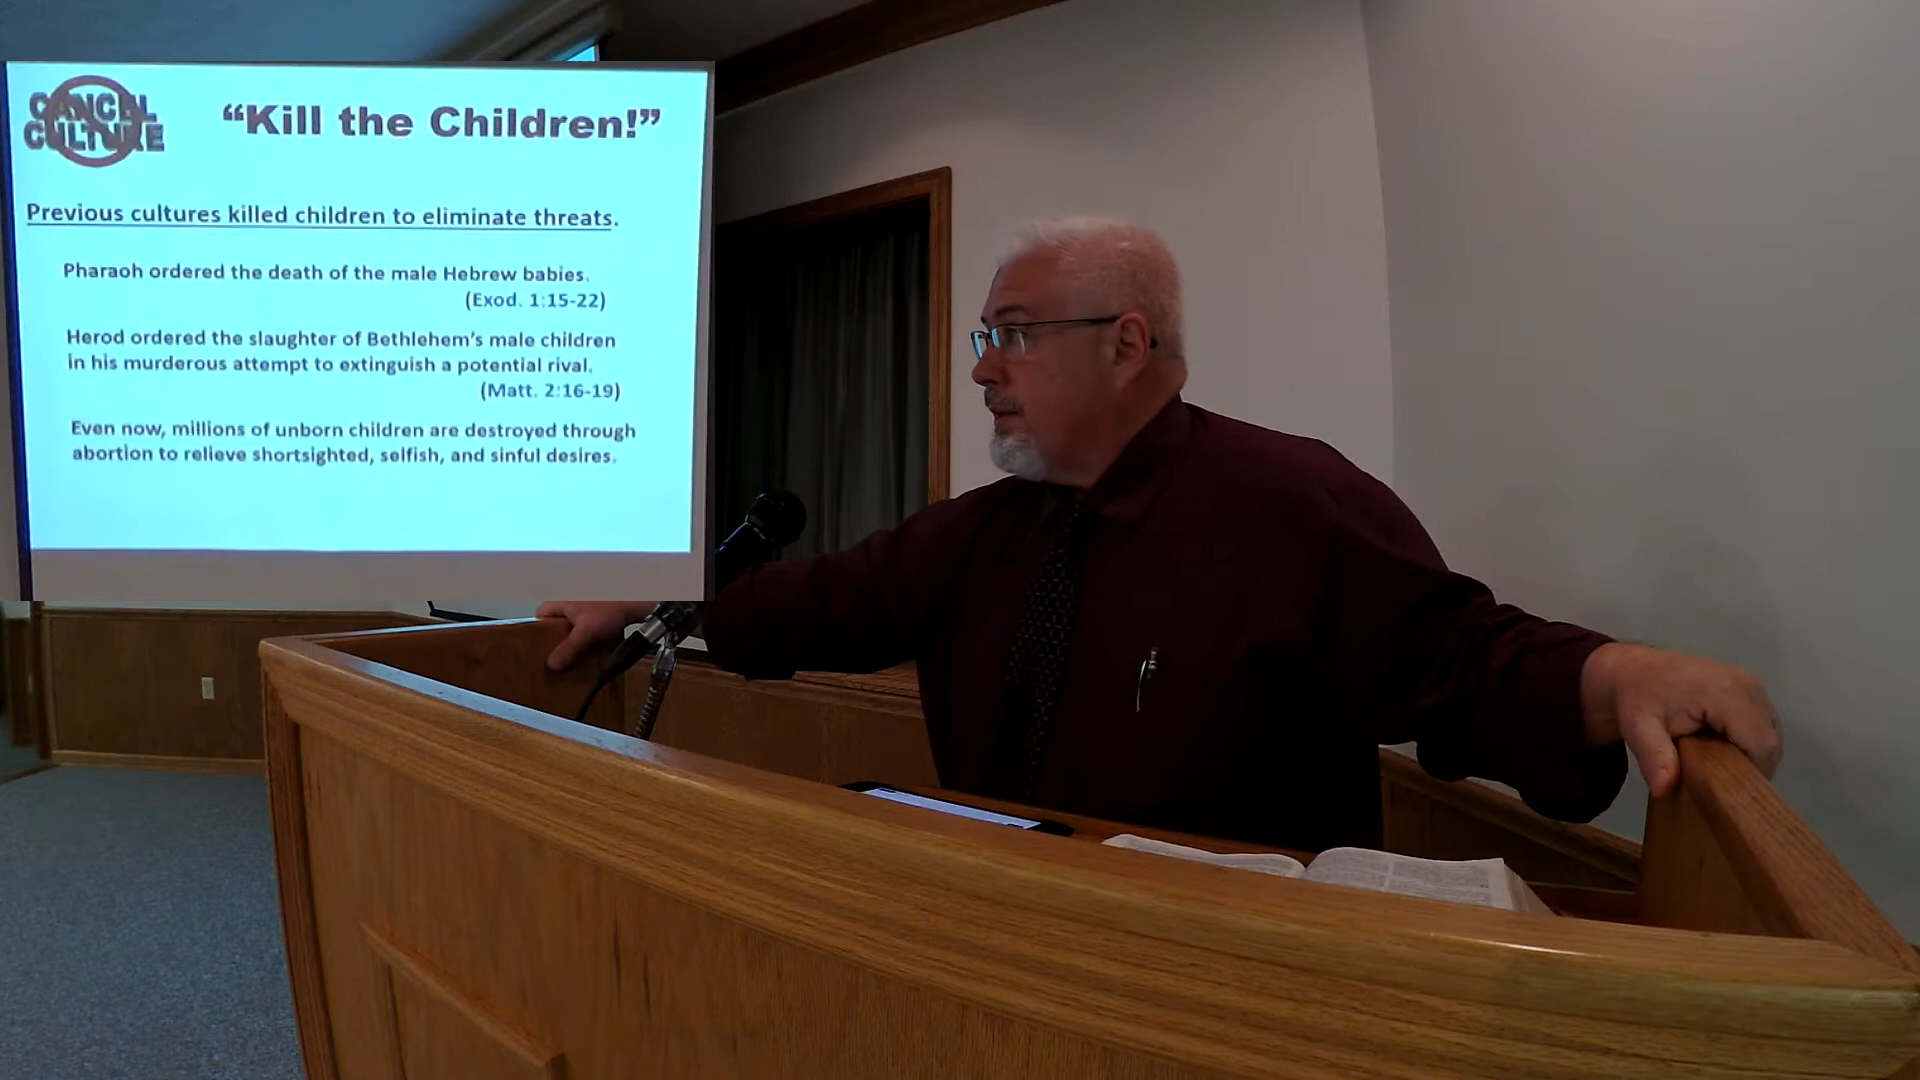 CANCEL
CULTURE
“Kill the Children!”
Previous cultures killed children to eliminate threats.
Pharaoh ordered the death of the male Hebrew babies.
(Exod. 1:15-22)
Herod ordered the slaughter of Bethlehem’s male children
in his murderous attempt to extinguish a potential rival.
(Matt. 2:16-19)
Even now, millions of unborn children are destroyed through
abortion to relieve shortsighted, selfish, and sinful desires.